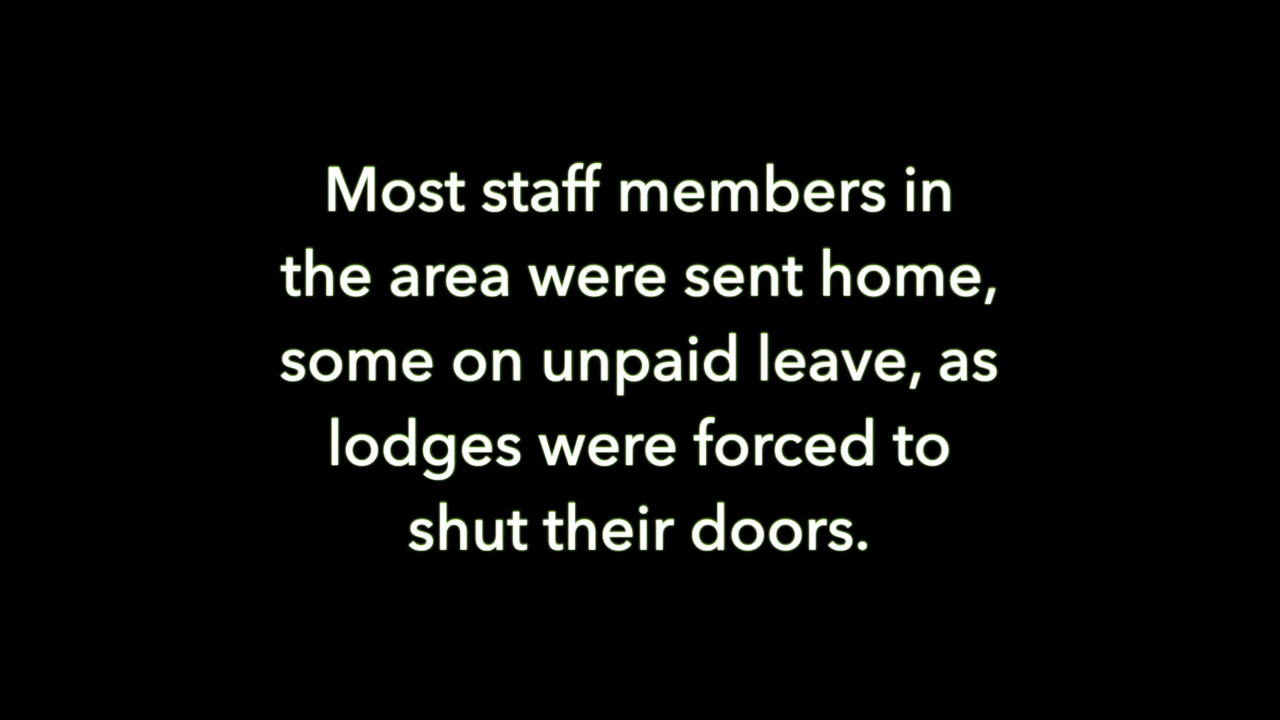 Most staff members in
the area were sent home,
some on unpaid leave, as
lodges were forced to
shut their doors.